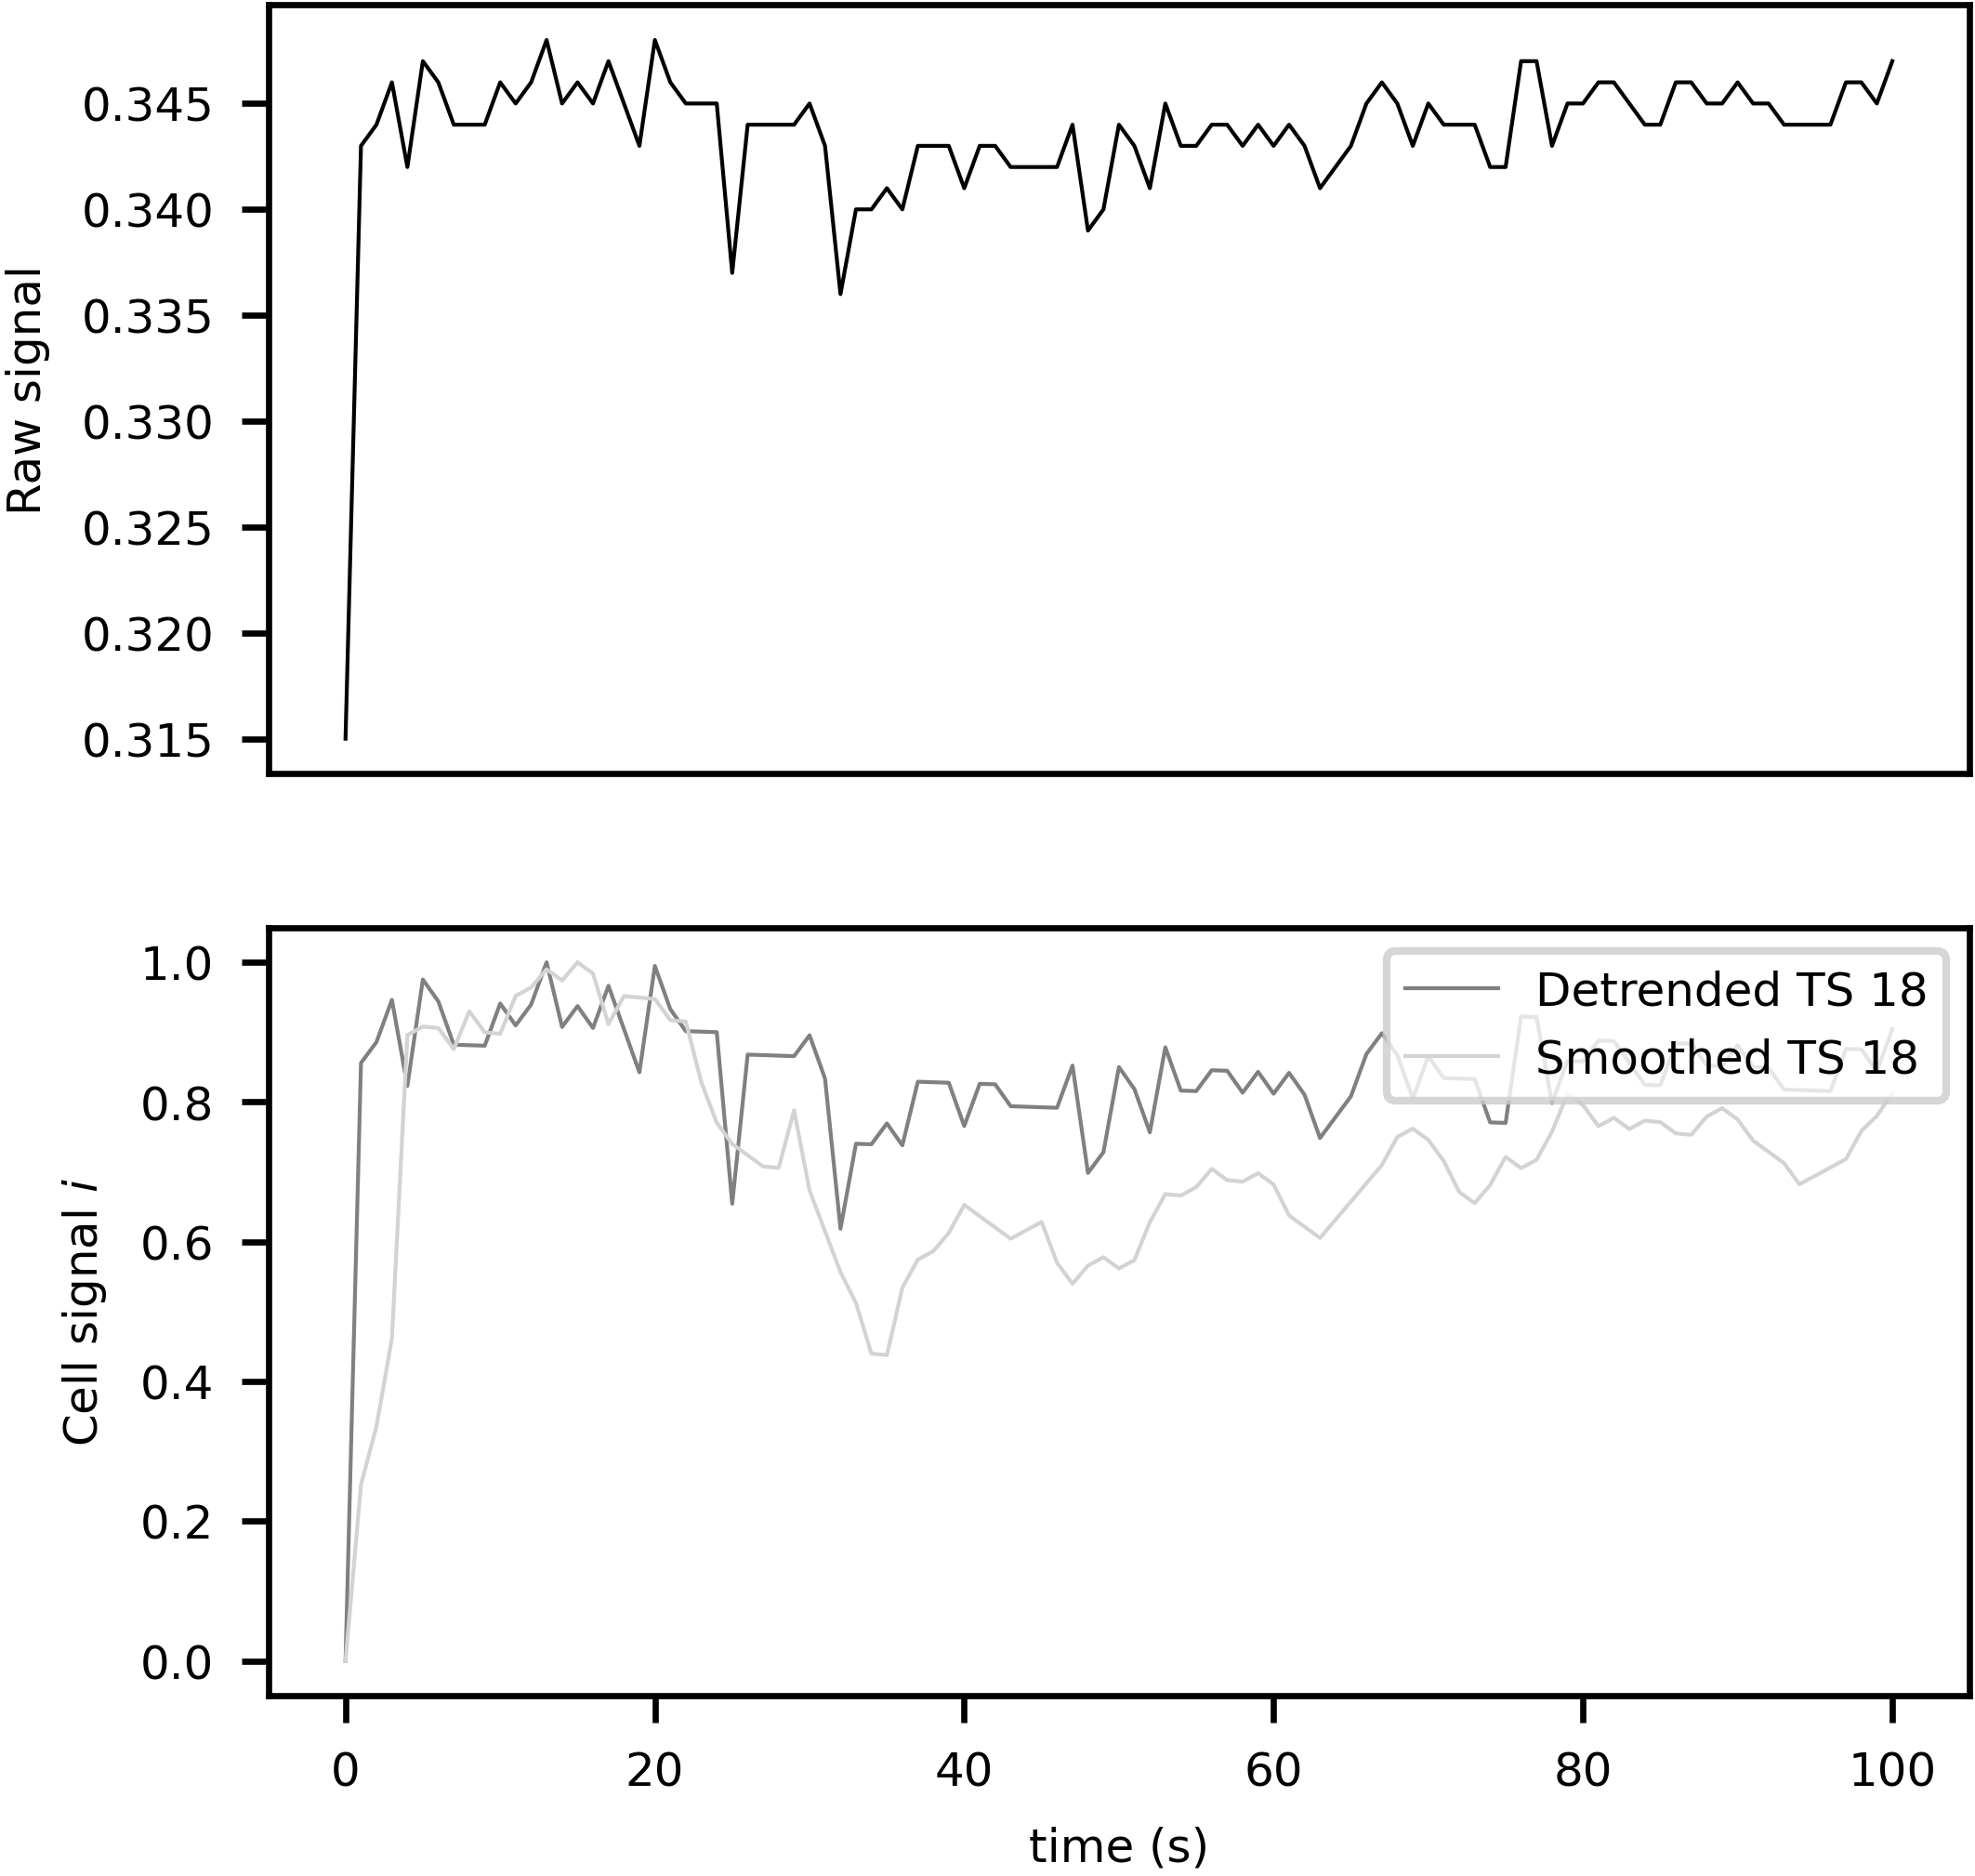 Raw signal
0.345
0.340
0.335
0.330
0.325
0.320
0.315
Cell signal i
1.0
0.8
0.6
0.4
0.2
0.0
Detrended TS 18
Smoothed TS 18
0 20 40 60 80 100
time (s)